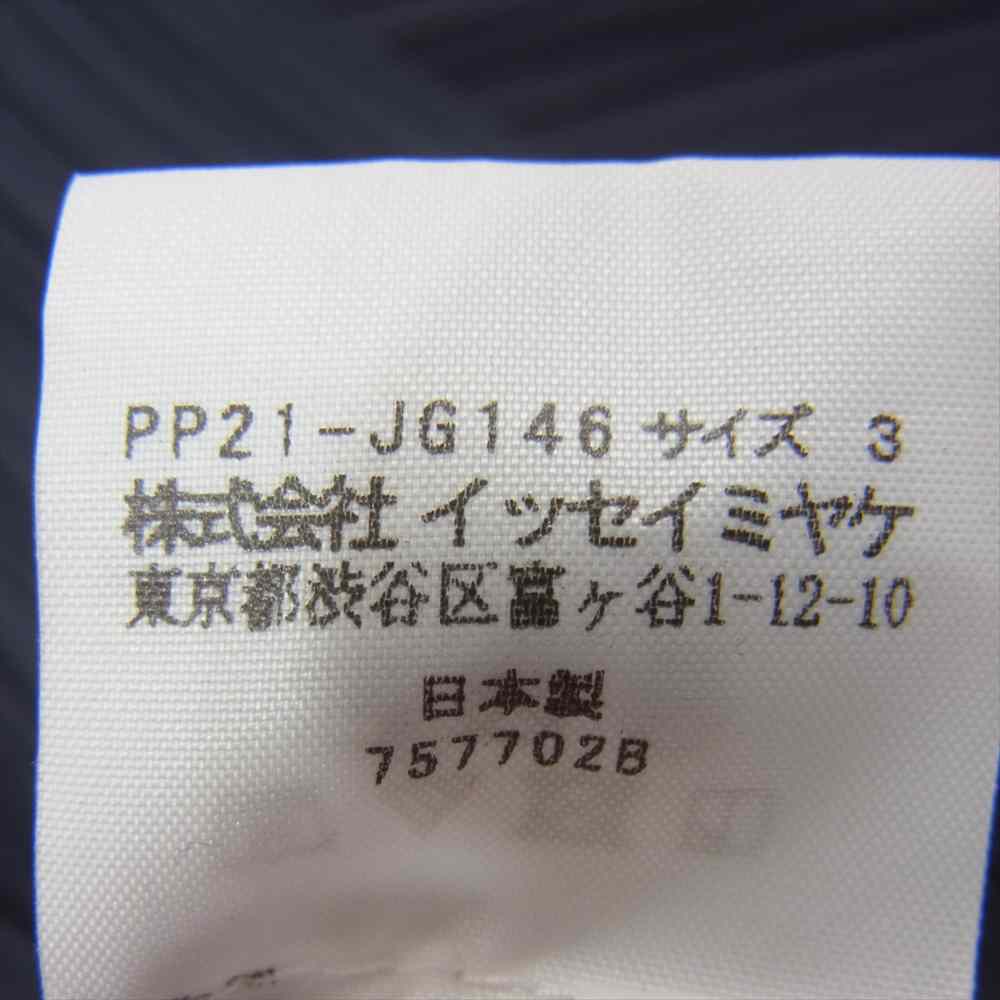 PP21-JG146 サイズ 3
株式会社 イッセイミヤケ
東京都渋谷区富ヶ谷1-12-10
日本製
757702B